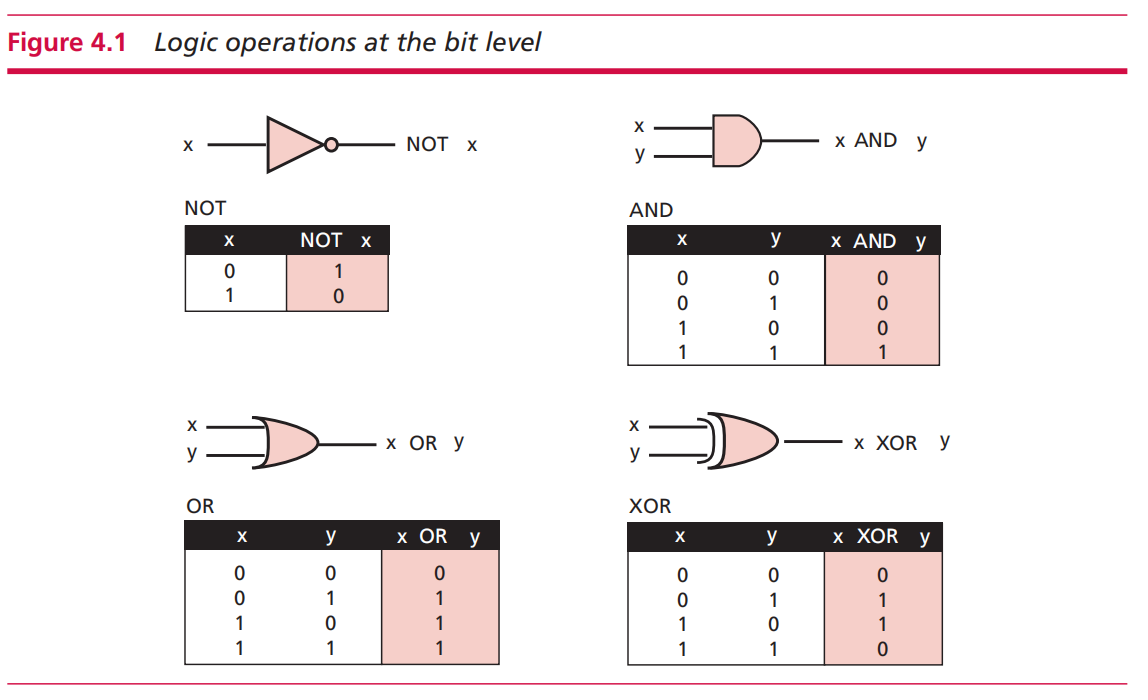 Figure 4.1 Logic operations at the bit level
x NOT x
NOT
x NOT x
0 1
1 0
x
y
x AND y
AND
x y x AND y
0 0 0
0 1 0
1 0 0
1 1 1
x
y
x OR y
OR
x y x OR y
0 0 0
0 1 1
1 0 1
1 1 1
x
y
x XOR y
XOR
x y x XOR y
0 0 0
0 1 1
1 0 1
1 1 0